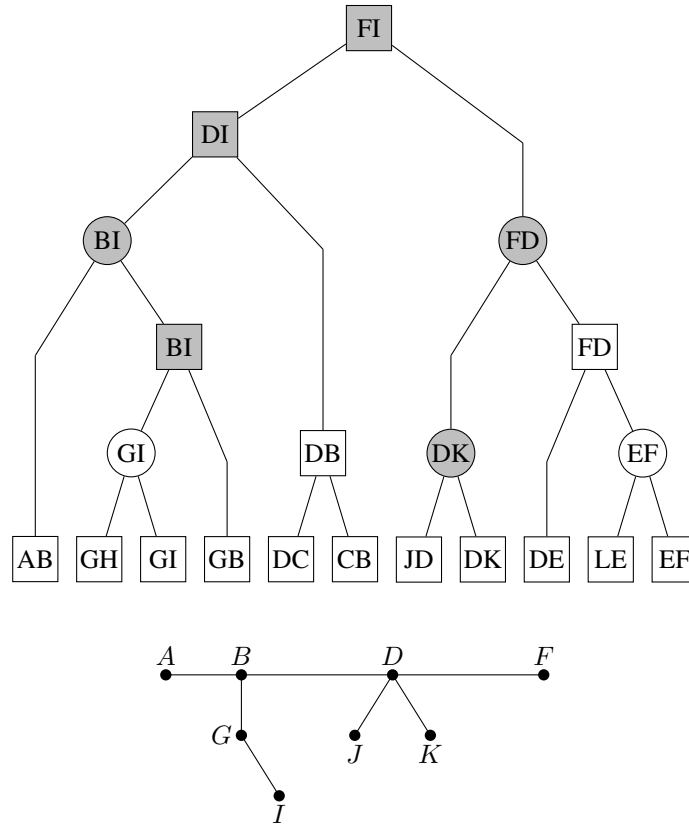 FI
DI
BI FD
BI FD
GI DB DK EF
AB GH GI GB DC CB JD DK DE LE EF
A B D F
G J K
I